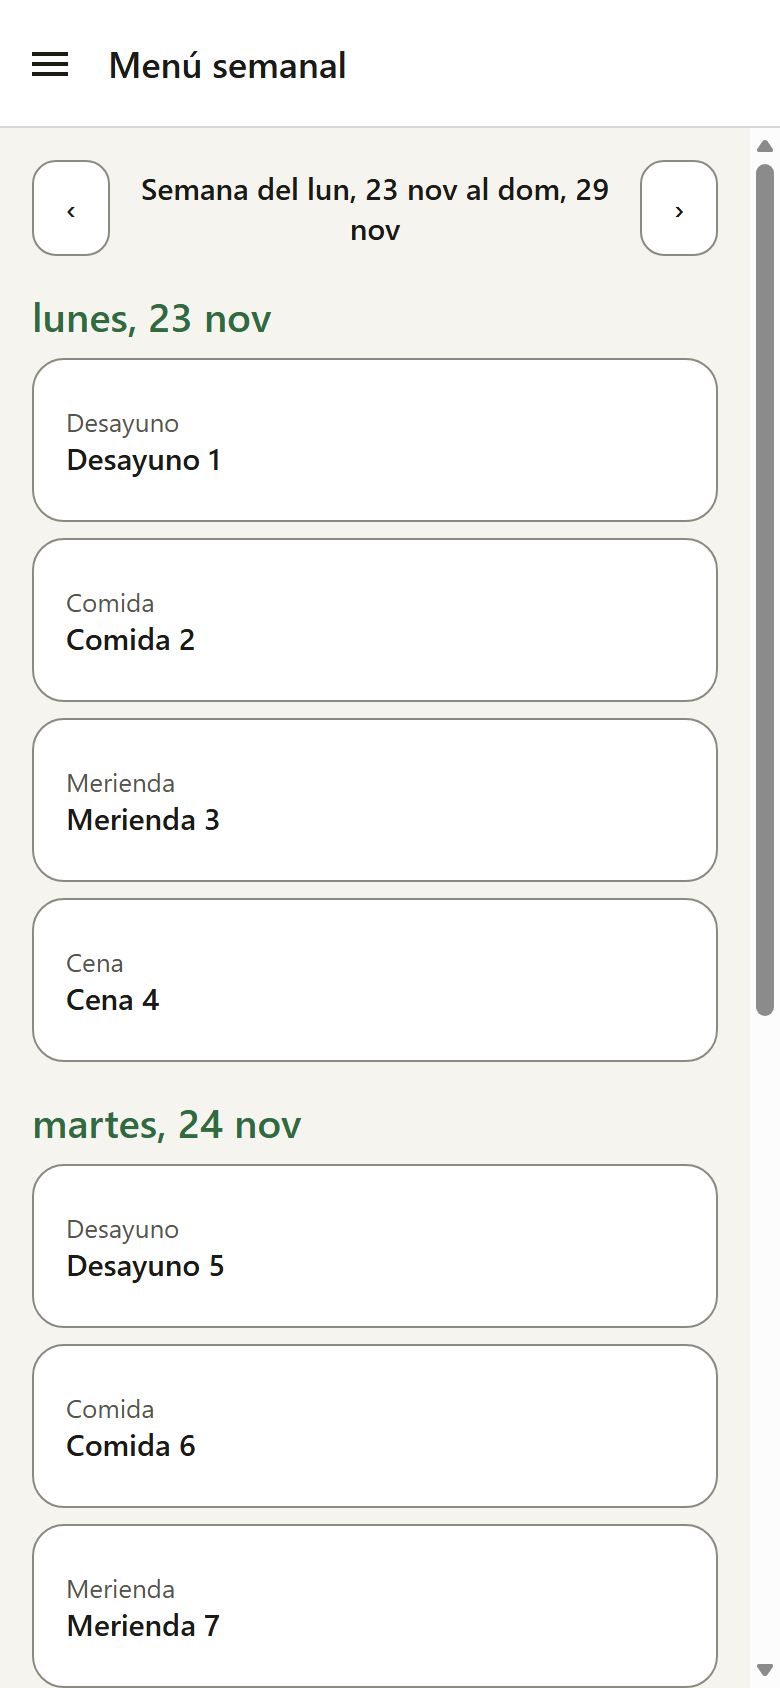 Menú semanal
‹
Semana del lun, 23 nov al dom, 29
nov
›
lunes, 23 nov
Desayuno
Desayuno 1
Comida
Comida 2
Merienda
Merienda 3
Cena
Cena 4
martes, 24 nov
Desayuno
Desayuno 5
Comida
Comida 6
Merienda
Merienda 7